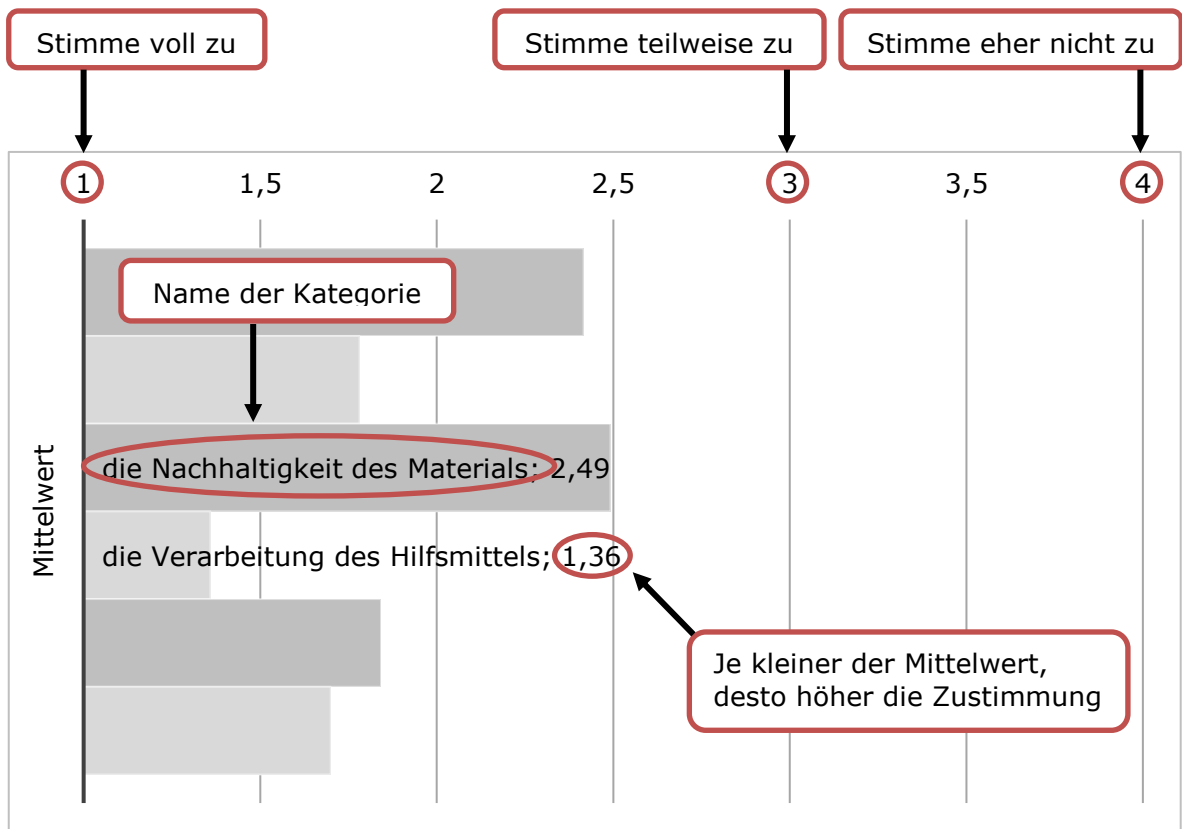 Stimme voll zu
Stimme teilweise zu
Stimme eher nicht zu
1
1,5
2
2,5
3
3,5
4
Name der Kategorie
Mittelwert
die Nachhaltigkeit des Materials; 2,49
die Verarbeitung des Hilfsmittels; 1,36
Je kleiner der Mittelwert,
desto höher die Zustimmung